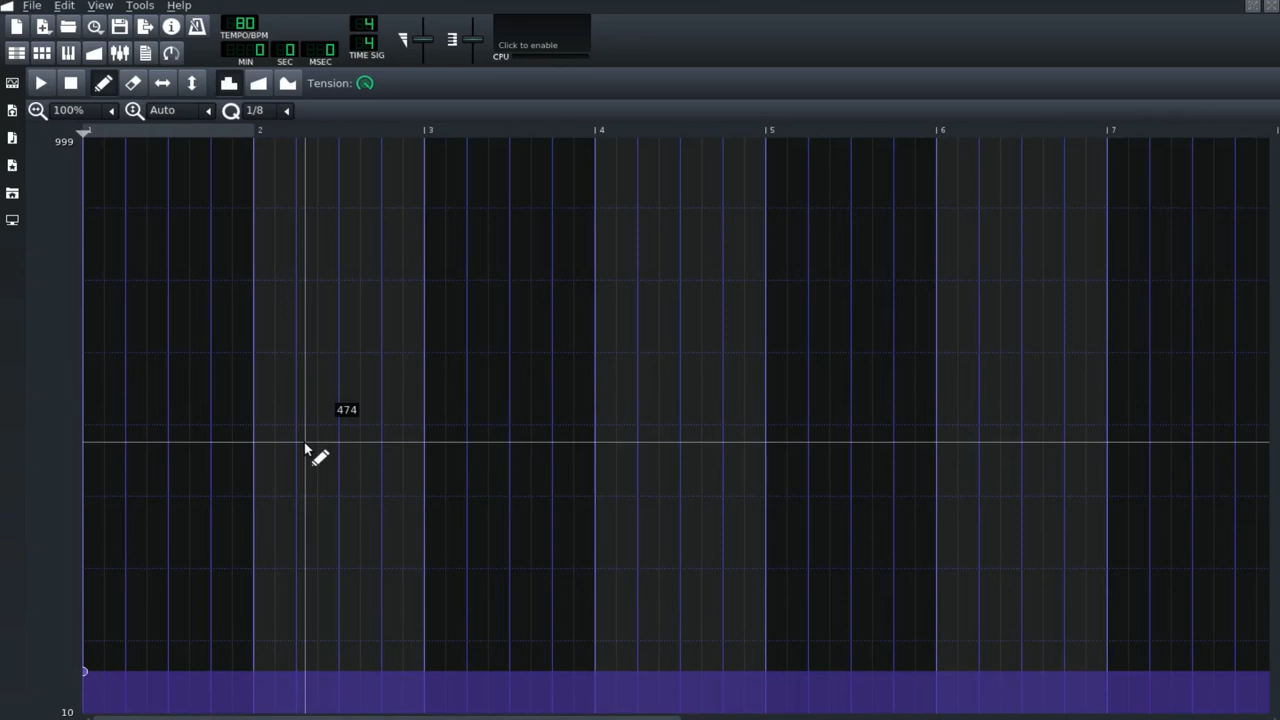 File Edit View Tools Help
80
TEMPO/BPM
0 0 0
MIN SEC MSEC
4
4
TIME SIG
Click to enable
CPU
Tension:
100% Auto Q 1/8
1 2 3 4 5 6 7
999
474
10